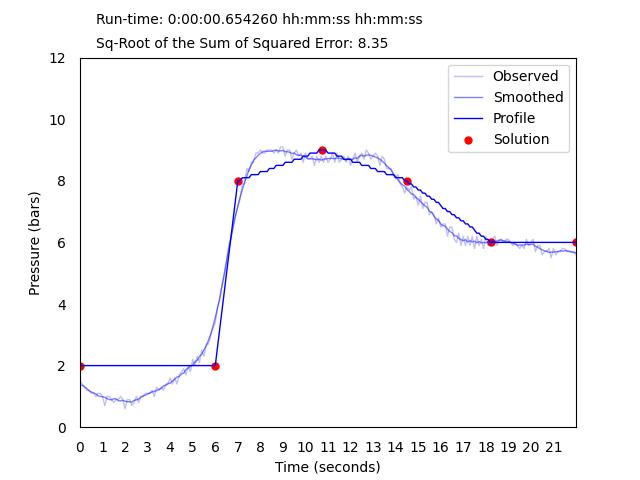 Run-time: 0:00:00.654260 hh:mm:ss hh:mm:ss
Sq-Root of the Sum of Squared Error: 8.35
Observed
Smoothed
Profile
Solution
Pressure (bars)
12
10
8
6
4
2
0
0 1 2 3 4 5 6 7 8 9 10 11 12 13 14 15 16 17 18 19 20 21
Time (seconds)